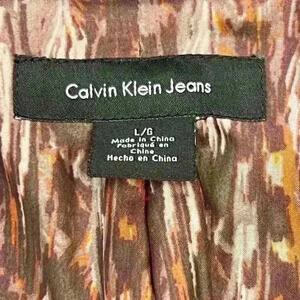 Calvin Klein Jeans
L/G
Made in China
Fabriqué en
Chine
Hecho en China